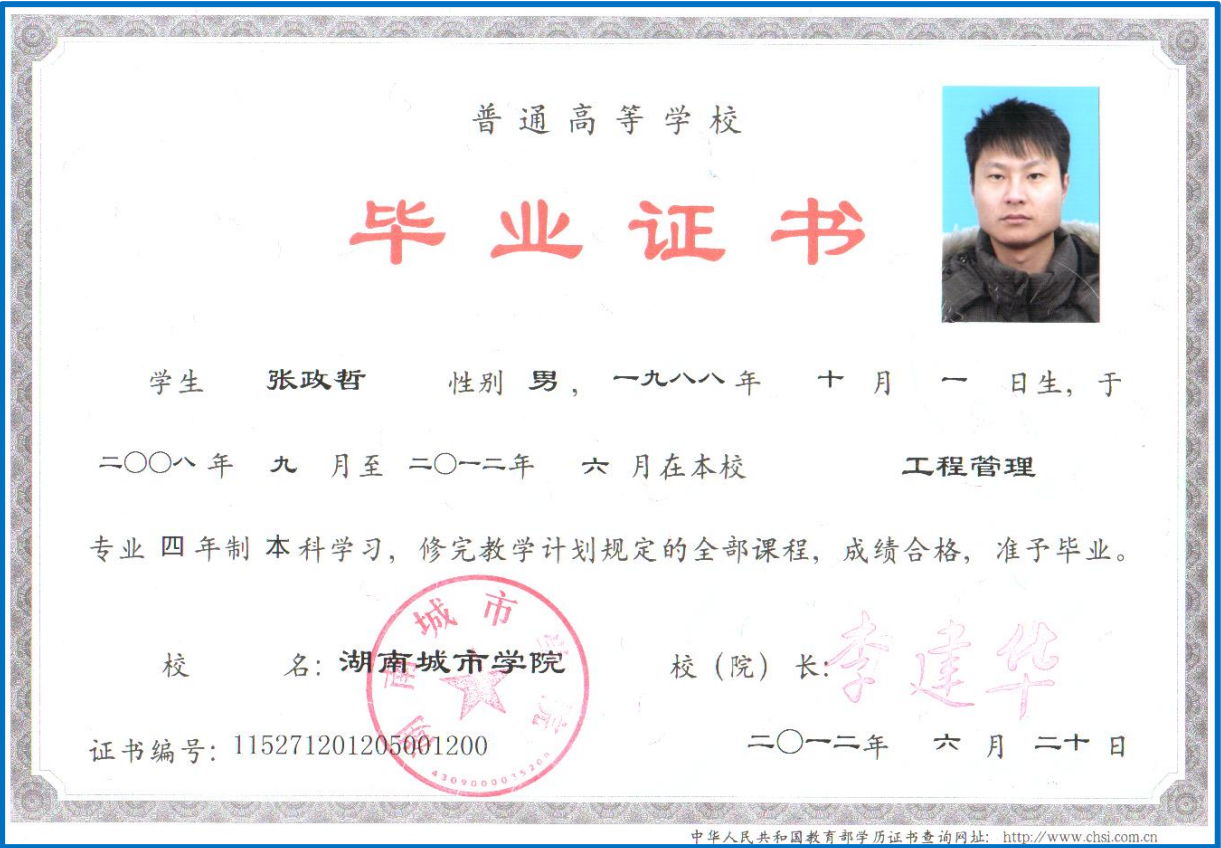 普通高等学校
毕业证书
学生 张政哲 性别 男，一九八八年 十 月 一 日生，于
二〇〇八年 九 月至 二〇一二年 六 月在本校 工程管理
专业 四 年制 本 科学习，修完教学计划规定的全部课程，成绩合格，准予毕业。
校 名：湖南城市学院 校（院）长：李建华
湖南城市学院
证书编号：115271201205001200 二〇一二年 六 月 二十 日
中华人民共和国教育部学历证书查询网址：http://www.chsi.com.cn